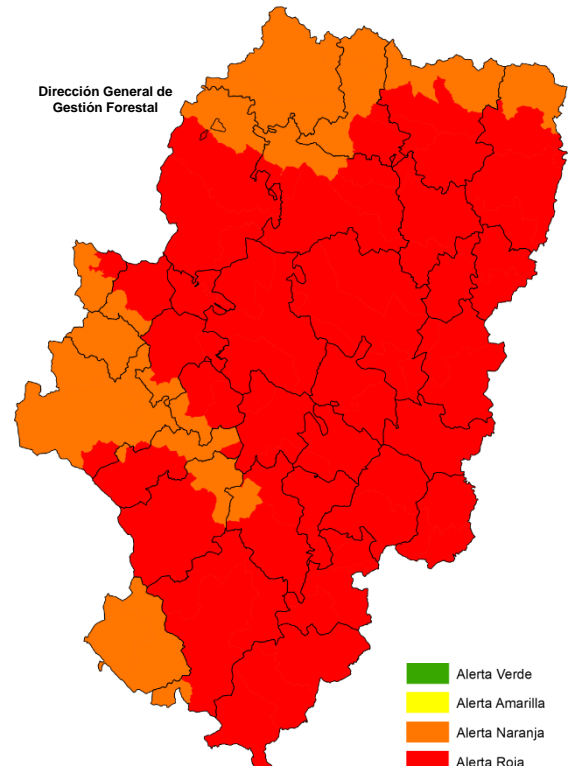 Dirección General de
Gestión Forestal
Alerta Verde
Alerta Amarilla
Alerta Naranja
Alerta Roja